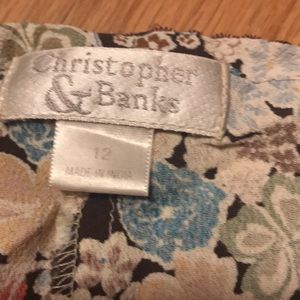 Christopher
& Banks
12
MADE IN INDIA